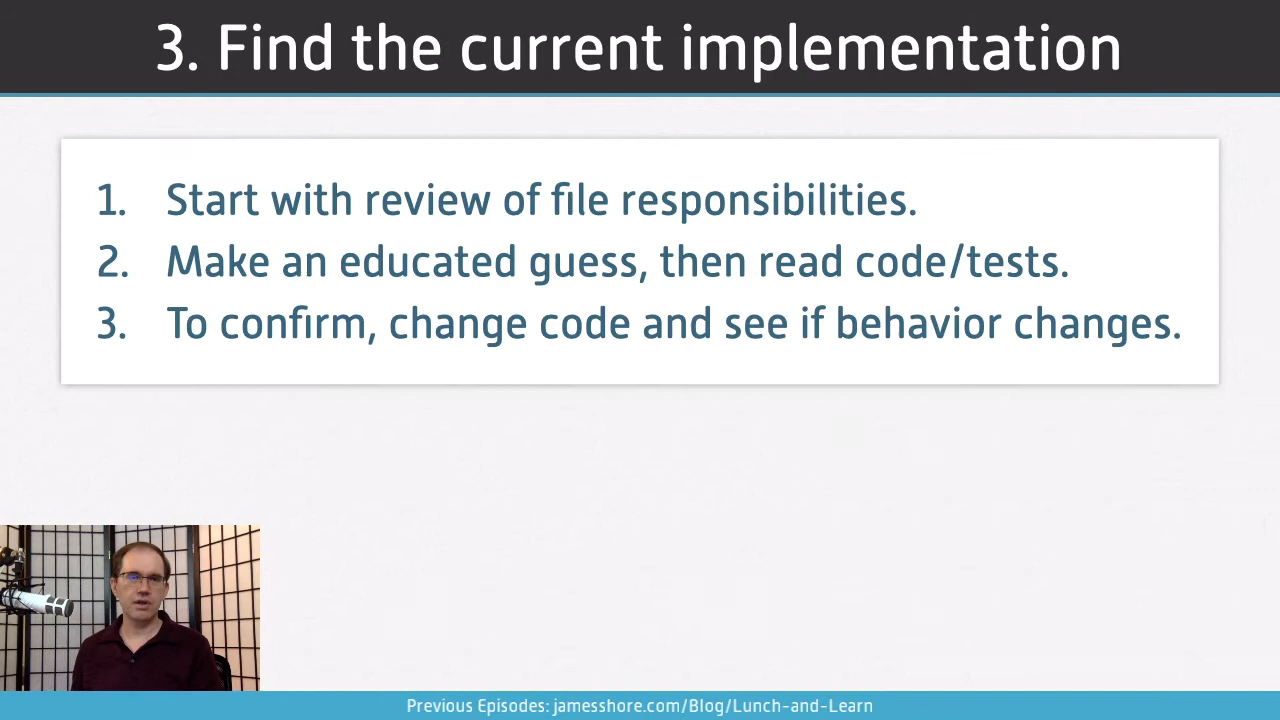 3. Find the current implementation
1. Start with review of file responsibilities.
2. Make an educated guess, then read code/tests.
3. To confirm, change code and see if behavior changes.
Previous Episodes: jamesshore.com/Blog/Lunch-and-Learn